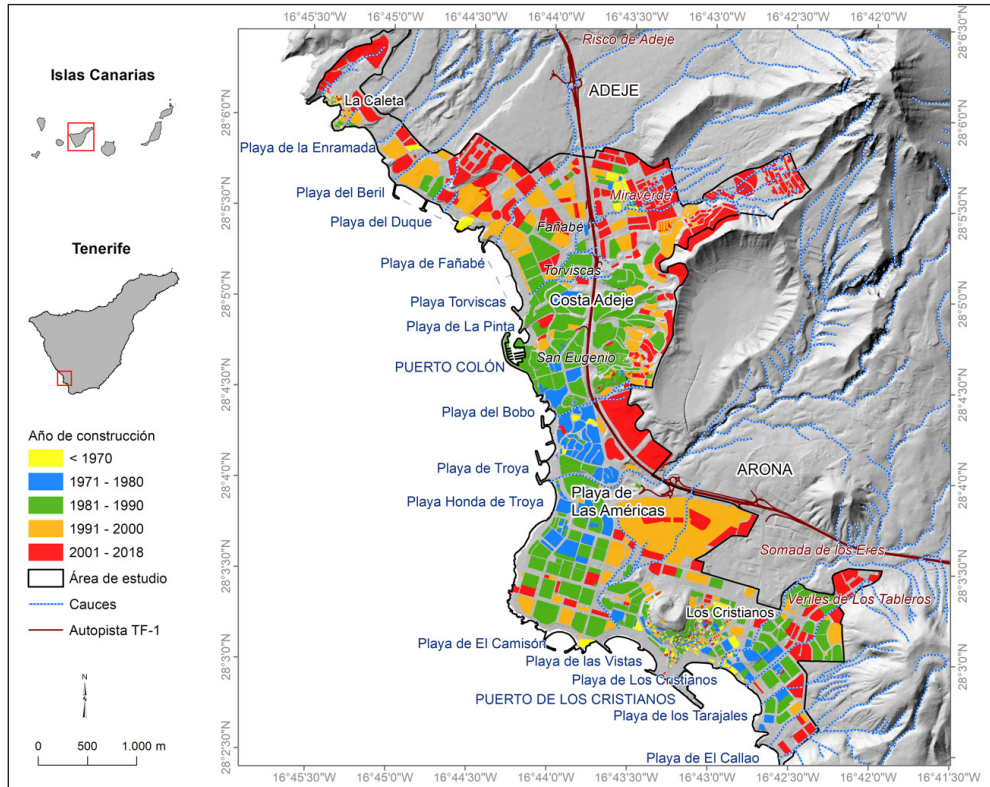 16°45'30"W
16°45'0"W
16°44'30"W
16°44'0"W
16°43'30"W
16°43'0"W
16°42'30"W
16°42'0"W
28°6'30"N
28°6'0"N
28°5'30"N
28°5'0"N
28°4'30"N
28°4'0"N
28°3'30"N
28°3'0"N
28°2'30"N
Islas Canarias
Tenerife
Año de construcción
< 1970
1971 - 1980
1981 - 1990
1991 - 2000
2001 - 2018
Área de estudio
Cauces
Autopista TF-1
N
0 500 1.000 m
Risco de Adeje
ADEJE
La Caleta
Playa de la Enramada
Playa del Beril
Miraverde
Playa del Duque
Fañabé
Playa de Fañabé
Torviscas
Playa Torviscas
Costa Adeje
Playa de La Pinta
San Eugenio
PUERTO COLÓN
Playa del Bobo
Playa de Troya
ARONA
Playa Honda de Troya
Playa de
Las Américas
Somada de los Eres
Veriles de Los Tableros
Los Cristianos
Playa de El Camisón
Playa de las Vistas
Playa de Los Cristianos
PUERTO DE LOS CRISTIANOS
Playa de los Tarajales
Playa de El Callao
28°6'0"N
28°5'30"N
28°5'0"N
28°4'30"N
28°4'0"N
28°3'30"N
28°3'0"N
28°2'30"N
16°45'30"W
16°45'0"W
16°44'30"W
16°44'0"W
16°43'30"W
16°43'0"W
16°42'30"W
16°42'0"W
16°41'30"W